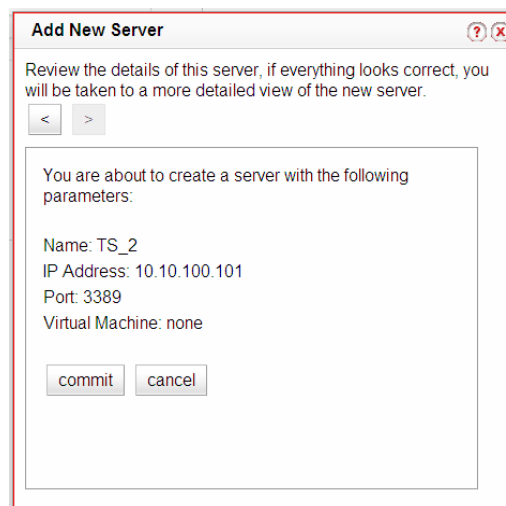 Add New Server
? x
Review the details of this server, if everything looks correct, you
will be taken to a more detailed view of the new server.
< >
You are about to create a server with the following
parameters:
Name: TS_2
IP Address: 10.10.100.101
Port: 3389
Virtual Machine: none
commit cancel